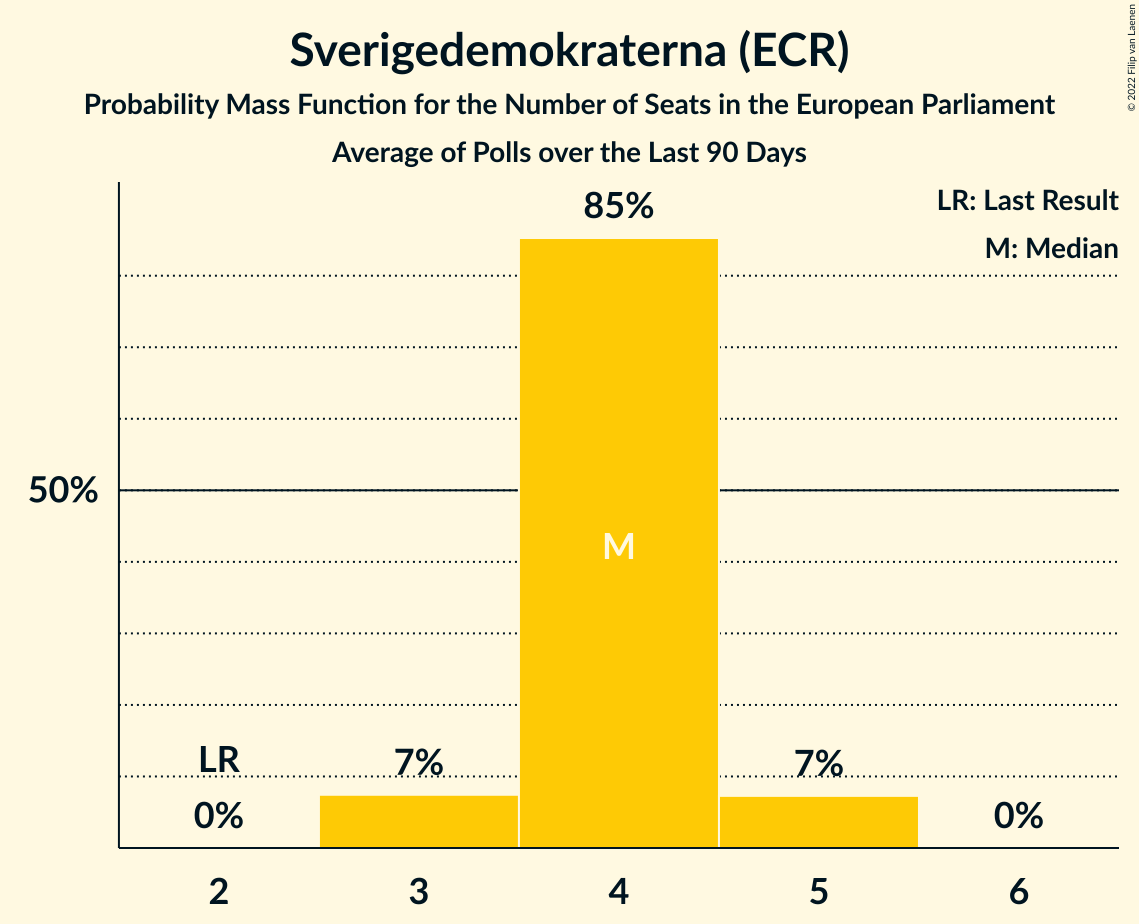 Sverigedemokraterna (ECR)
Probability Mass Function for the Number of Seats in the European Parliament
Average of Polls over the Last 90 Days
© 2022 Filip van Laenen
LR: Last Result
M: Median
85%
50%
M
LR
7%
7%
0%
0%
2 3 4 5 6